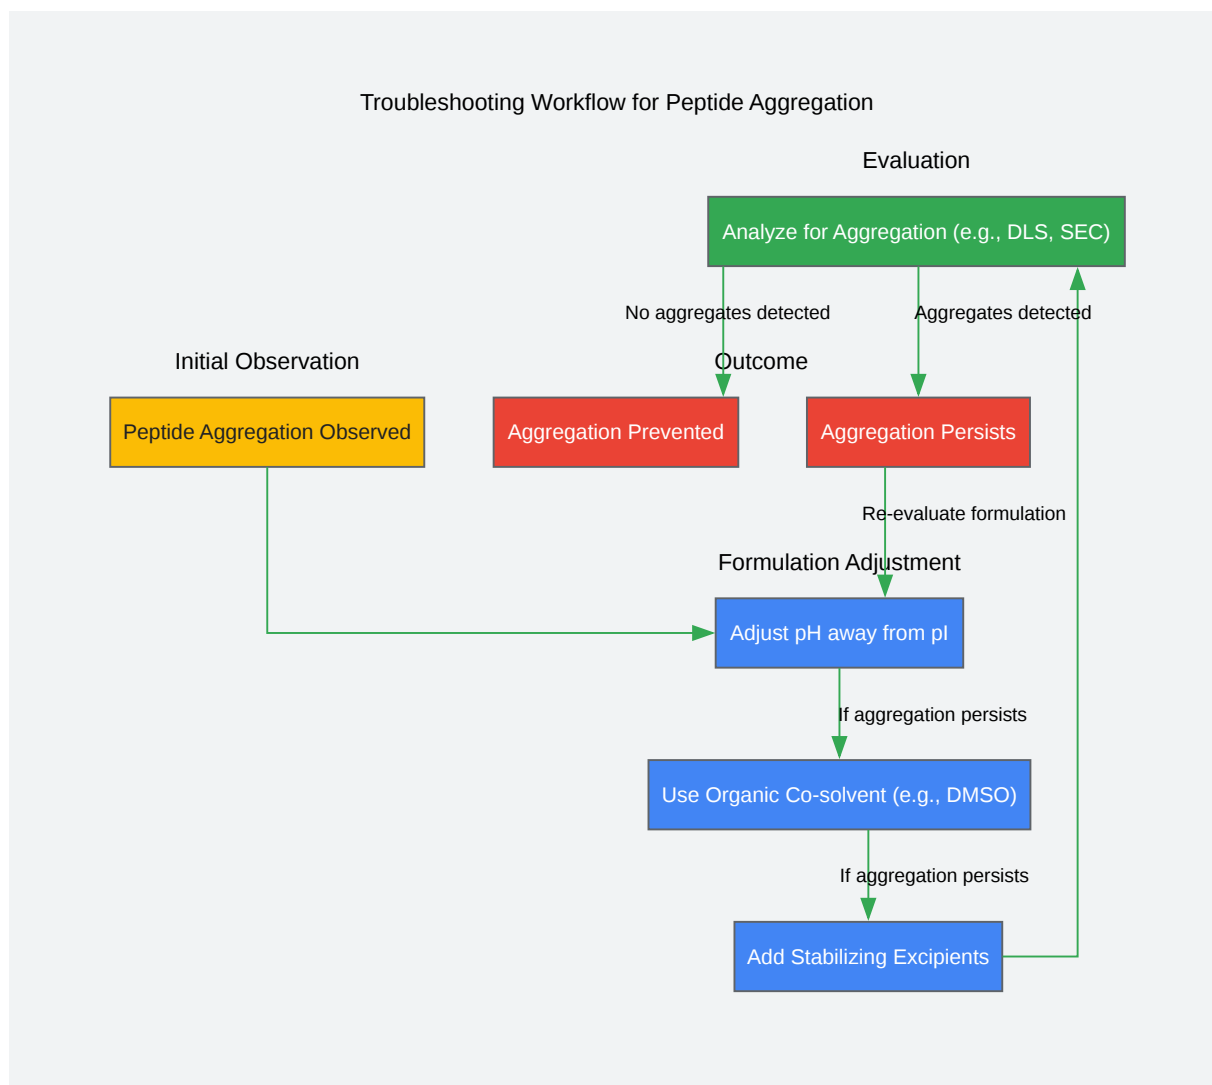 Troubleshooting Workflow for Peptide Aggregation
Evaluation
Analyze for Aggregation (e.g., DLS, SEC)
No aggregates detected
Aggregates detected
Initial Observation
Outcome
Peptide Aggregation Observed
Aggregation Prevented
Aggregation Persists
Re-evaluate formulation
Formulation Adjustment
Adjust pH away from pI
If aggregation persists
Use Organic Co-solvent (e.g., DMSO)
If aggregation persists
Add Stabilizing Excipients